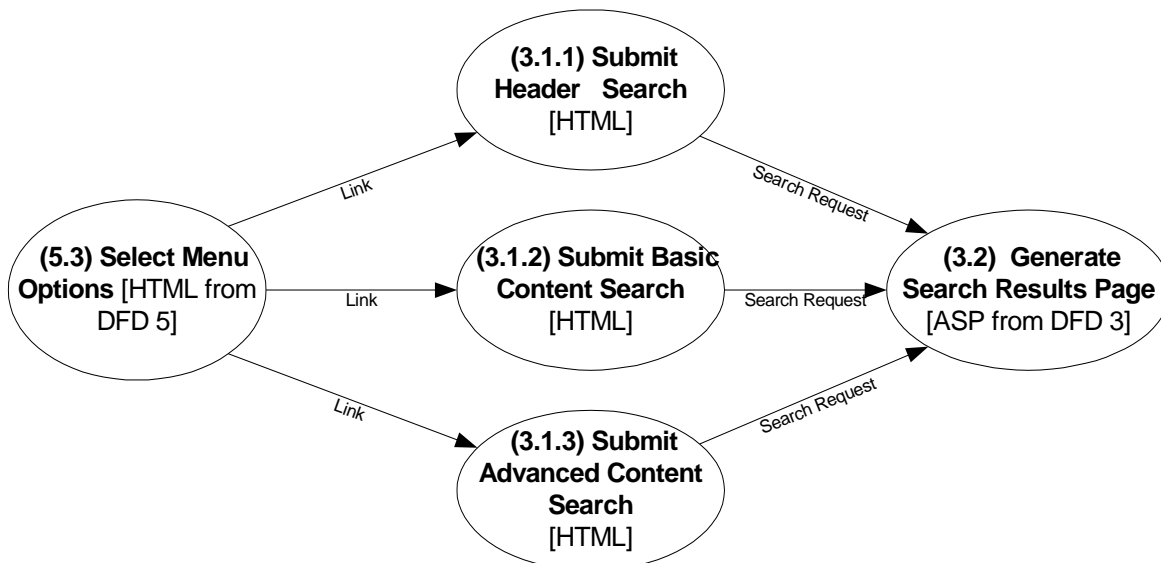 (3.1.1) Submit
Header Search
[HTML]
Link
Search Request
(5.3) Select Menu
Options [HTML from
DFD 5]
Link
(3.1.2) Submit Basic
Content Search
[HTML]
Search Request
(3.2) Generate
Search Results Page
[ASP from DFD 3]
Link
Search Request
(3.1.3) Submit
Advanced Content
Search
[HTML]